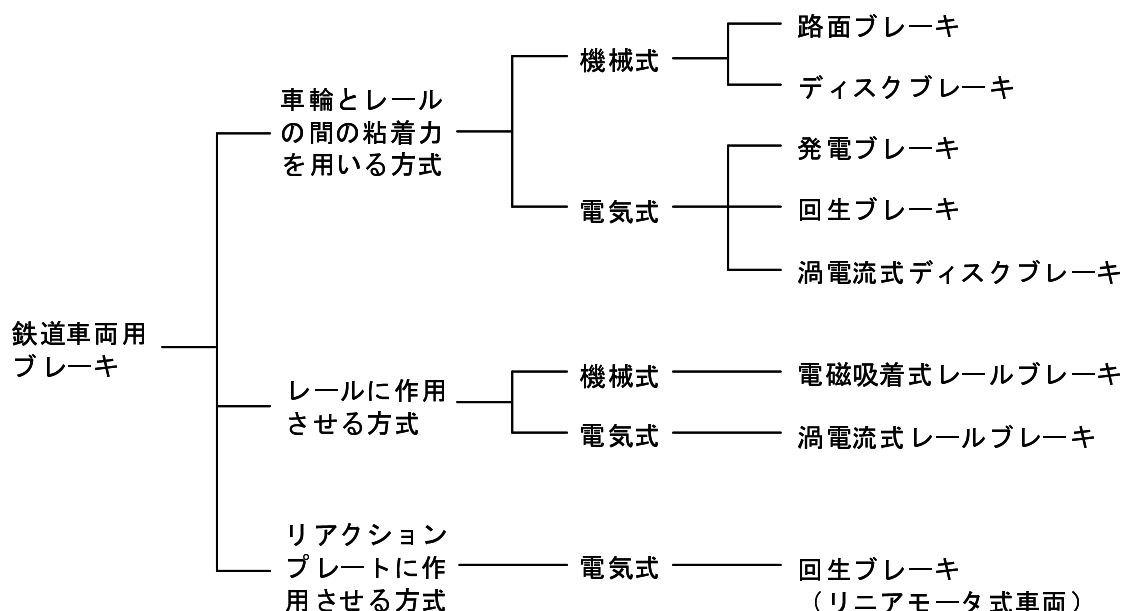 路面ブレーキ
機械式
ディスクブレーキ
車輪とレール
の間の粘着力
を用いる方式
発電ブレーキ
電気式
回生ブレーキ
渦電流式ディスクブレーキ
鉄道車両用
ブレーキ
レールに作用
させる方式
機械式
電磁吸着式レールブレーキ
電気式
渦電流式レールブレーキ
リアクション
プレートに作
用させる方式
電気式
回生ブレーキ
（リニアモータ式車両）